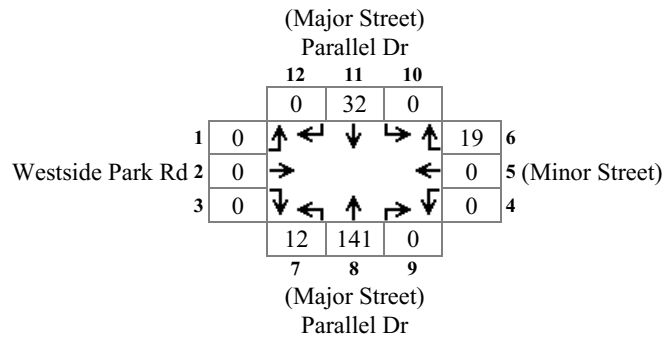 (Major Street)
Parallel Dr
12 11 10
0 32 0
1 0 19 6
Westside Park Rd 2 0 0 5 (Minor Street)
3 0 0 4
12 141 0
7 8 9
(Major Street)
Parallel Dr